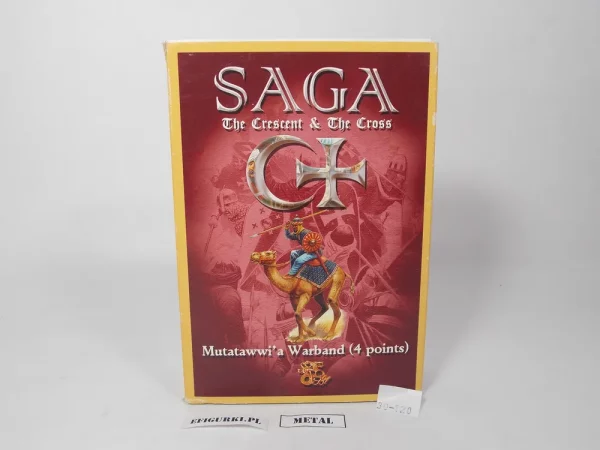 SAGA
The Crescent & The Cross
Mutatawwi'a Warband (4 points)
EFIGURKI.PL
METAL